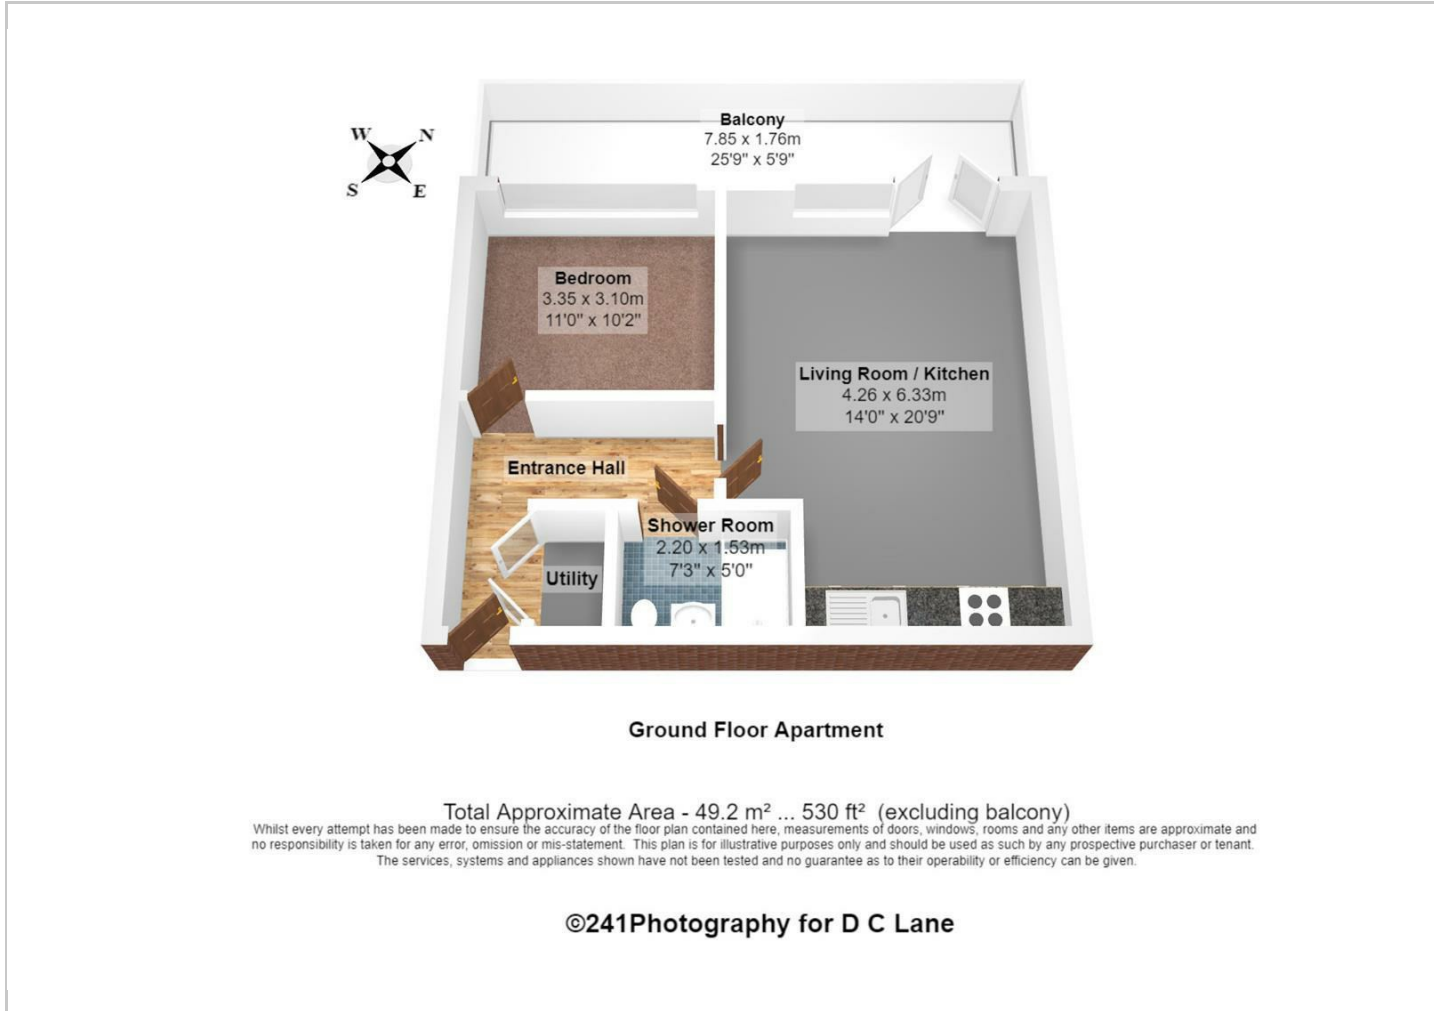 Balcony
7.85 x 1.76m
25'9" x 5'9"
W N
S E
Bedroom
3.35 x 3.10m
11'0" x 10'2"
Living Room / Kitchen
4.26 x 6.33m
14'0" x 20'9"
Entrance Hall
Shower Room
2.20 x 1.53m
7'3" x 5'0"
Utility
Ground Floor Apartment
Total Approximate Area - 49.2 m² ... 530 ft² (excluding balcony)
Whilst every attempt has been made to ensure the accuracy of the floor plan contained here, measurements of doors, windows, rooms and any other items are approximate and
no responsibility is taken for any error, omission or mis-statement. This plan is for illustrative purposes only and should be used as such by any prospective purchaser or tenant.
The services, systems and appliances shown have not been tested and no guarantee as to their operability or efficiency can be given.
©241Photography for D C Lane